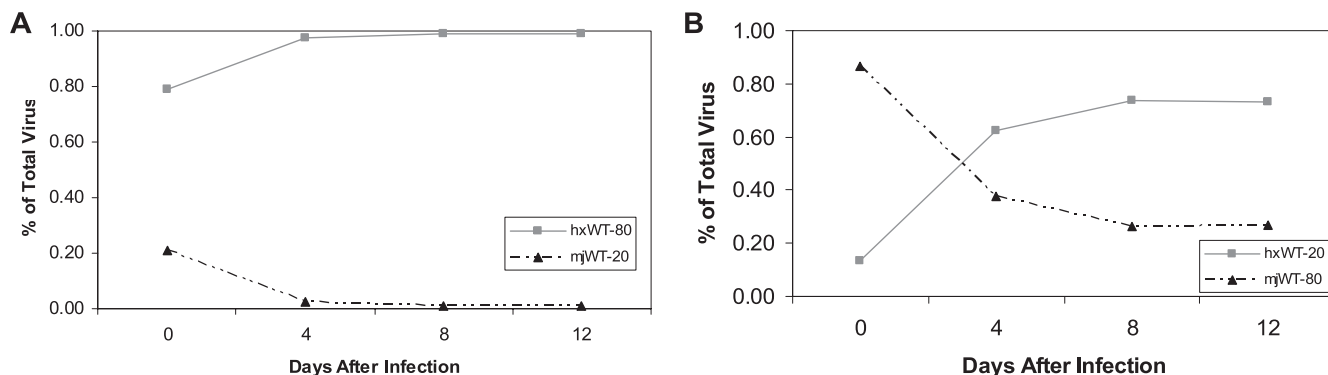 A
% of Total Virus
1.00
0.80
0.60
0.40
0.20
0.00
0
4
8
12
Days After Infection
hxWT-80
mjWT-20
B
% of Total Virus
1.00
0.80
0.60
0.40
0.20
0.00
0
4
8
12
Days After Infection
hxWT-20
mjWT-80